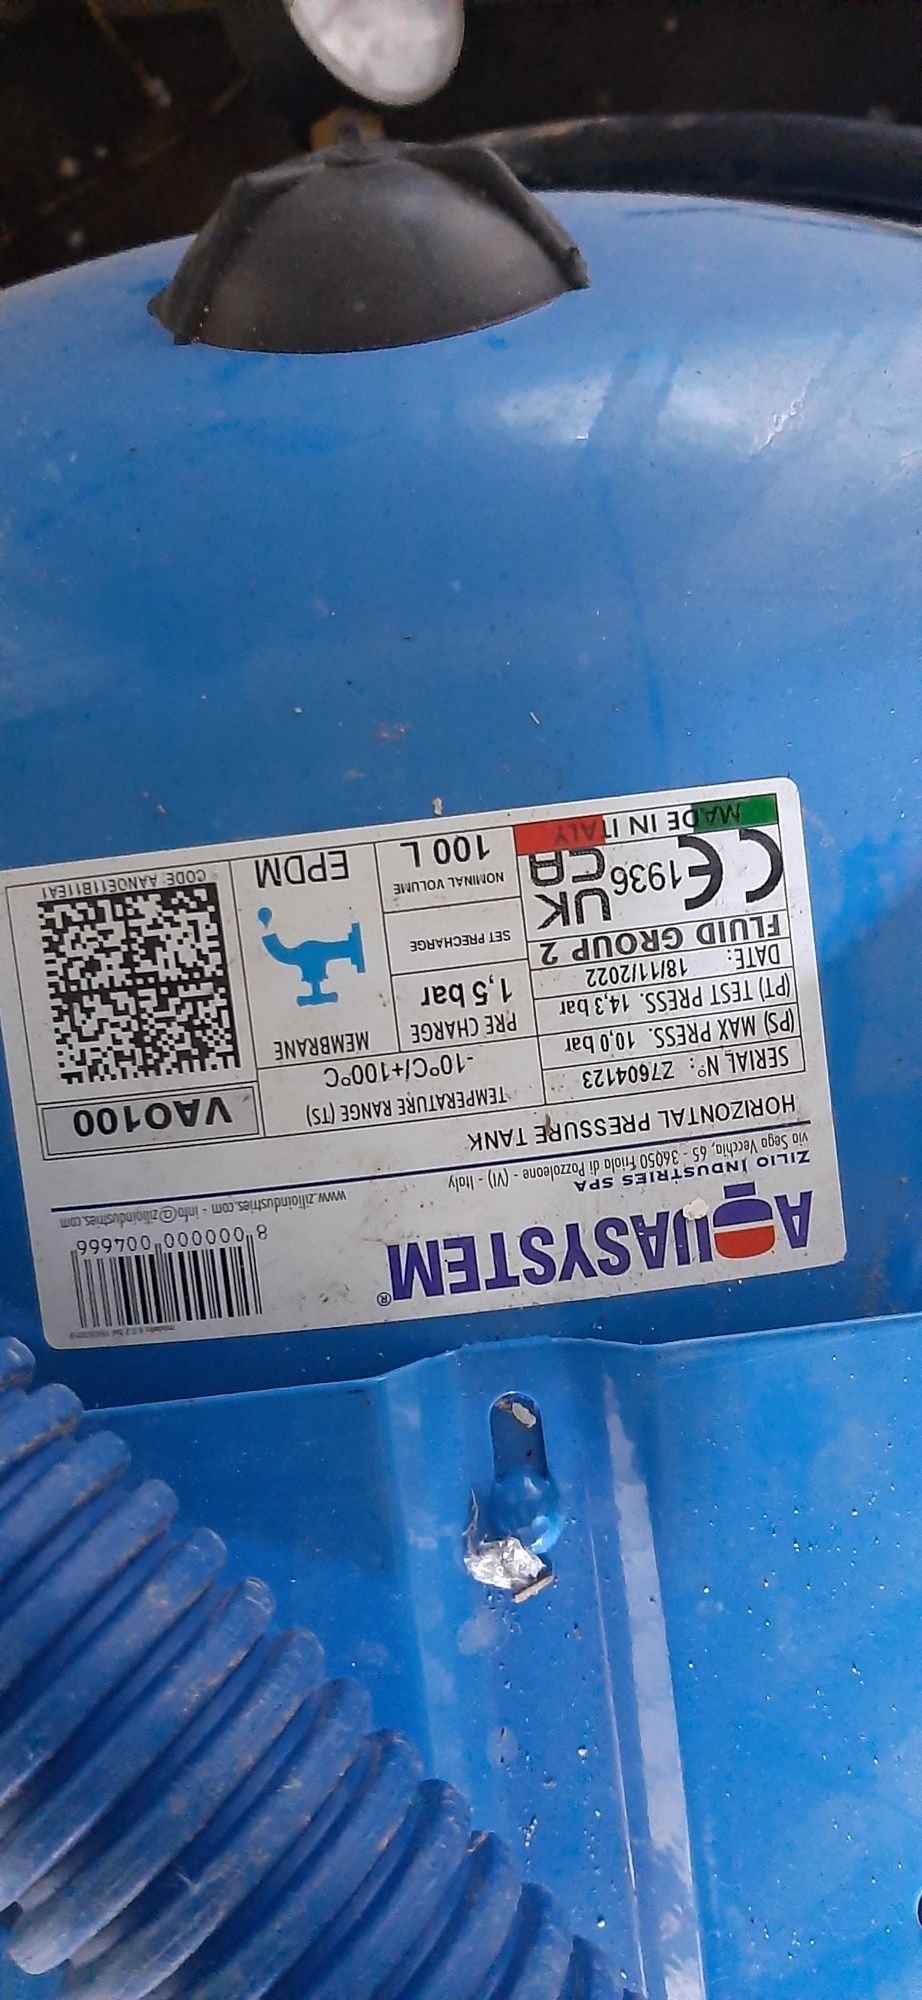 AQUASYSTEM®
8 000000 004666
ZILIO INDUSTRIES SPA
via Sega Vecchia, 65 - 36050 Friola di Pozzoleone - (VI) - Italy
www.zilioindustries.com - info@zilioindustries.com
HORIZONTAL PRESSURE TANK
VAO100
SERIAL N°: Z7604123
(PS) MAX PRESS. 10,0 bar
(PT) TEST PRESS. 14,3 bar
DATE: 18/11/2022
FLUID GROUP 2
CE 1936
UK
CA
MADE IN ITALY
TEMPERATURE RANGE (TS)
-10°C/+100°C
PRE CHARGE
1,5 bar
SET PRECHARGE
NOMINAL VOLUME
100 L
MEMBRANE
EPDM
CODE: AANOE11B11EA1